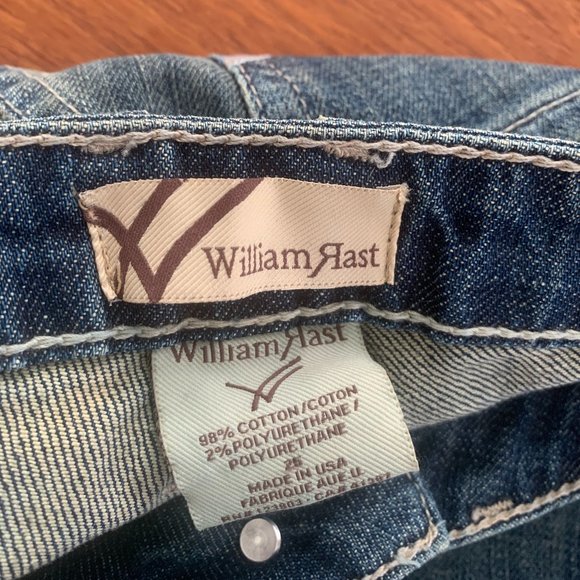 William Rast
William Rast
98% COTTON/COTON
2% POLYURETHANE/
POLYURETHANE
MADE IN USA
FABRIQUE AUE U.